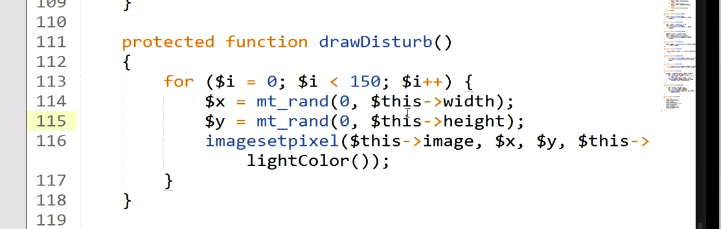 109 }
110
111 protected function drawDisturb()
112 {
113 for ($i = 0; $i < 150; $i++) {
114 $x = mt_rand(0, $this->width);
115 $y = mt_rand(0, $this->height);
116 imagesetpixel($this->image, $x, $y, $this->
lightColor());
117 }
118 }
119